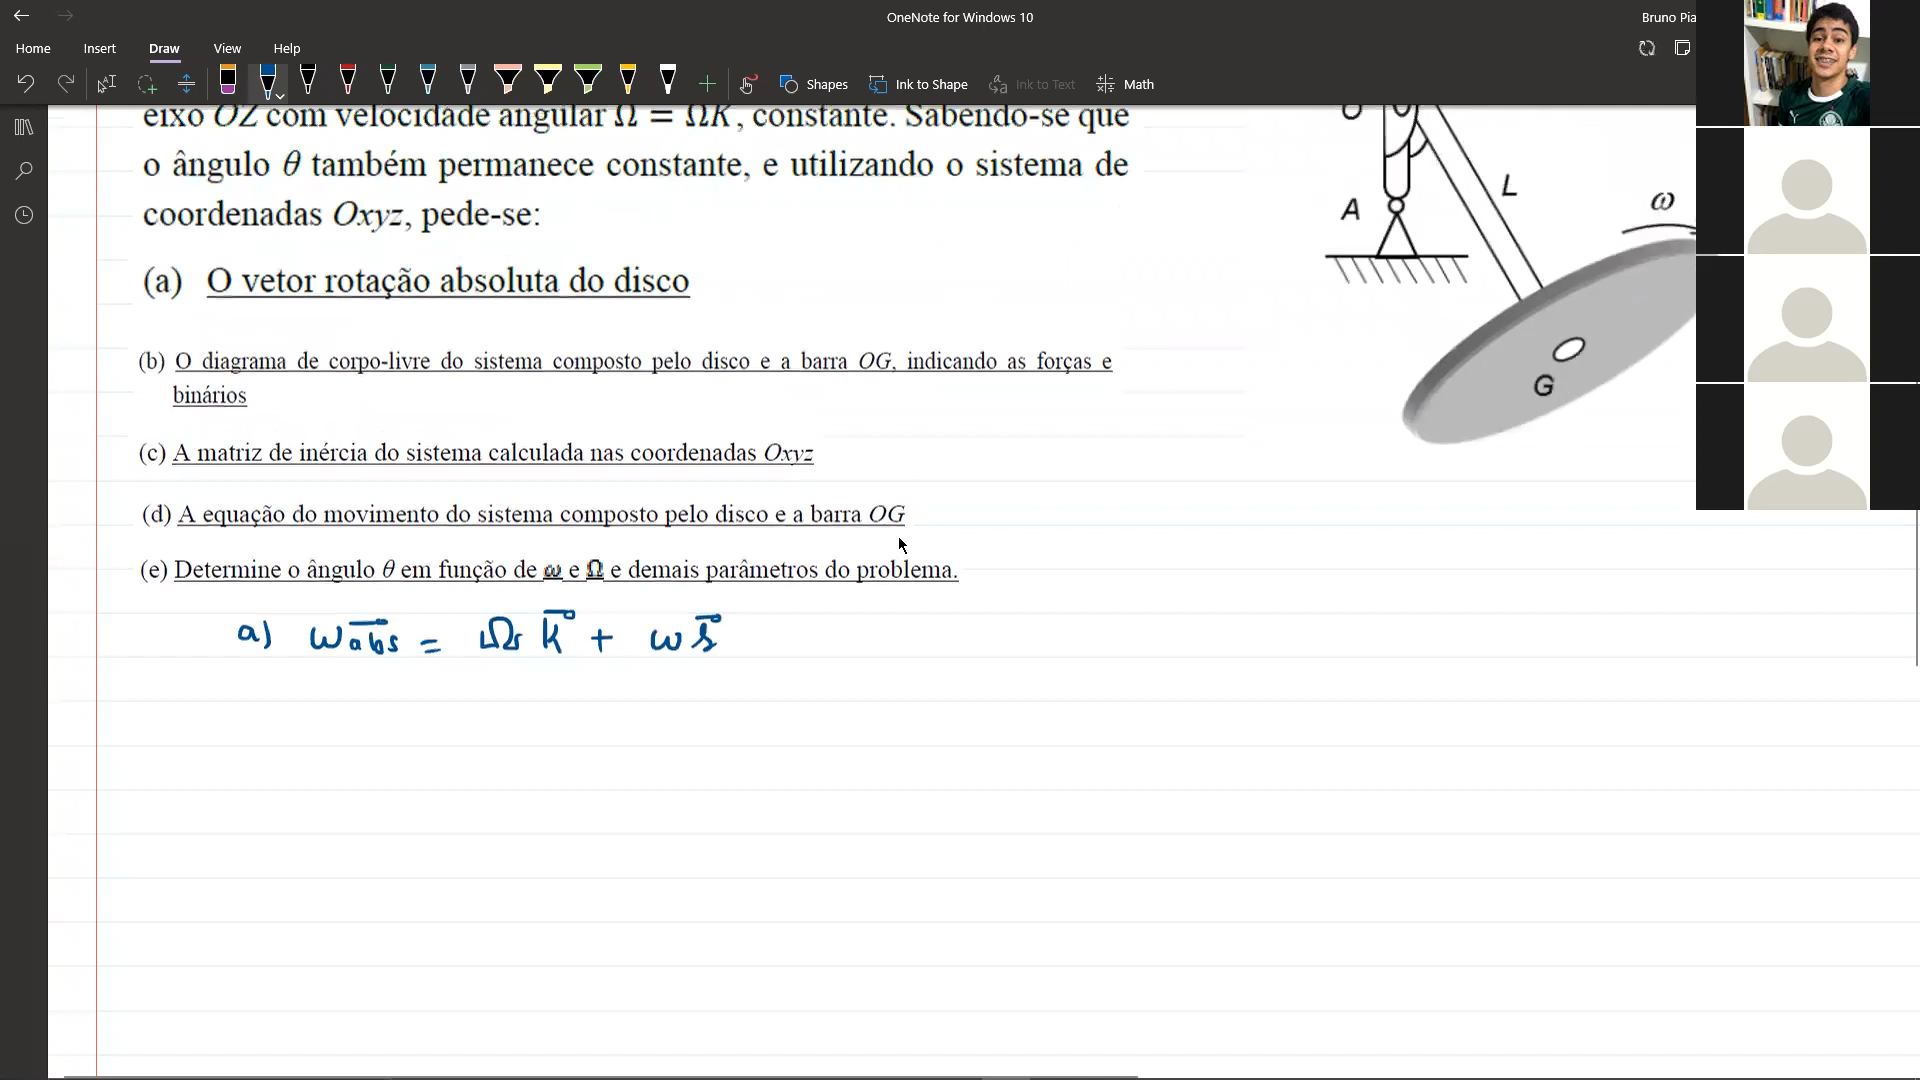 OneNote for Windows 10
Bruno Pia
Home Insert Draw View Help
Shapes Ink to Shape Ink to Text Math
eixo OZ com velocidade angular Ω = ΩK, constante. Sabendo-se que
o ângulo θ também permanece constante, e utilizando o sistema de
coordenadas Oxyz, pede-se:
(a) O vetor rotação absoluta do disco
(b) O diagrama de corpo-livre do sistema composto pelo disco e a barra OG, indicando as forças e
binários
(c) A matriz de inércia do sistema calculada nas coordenadas Oxyz
(d) A equação do movimento do sistema composto pelo disco e a barra OG
(e) Determine o ângulo θ em função de ω e Ω e demais parâmetros do problema.
a) ωabs = Ω k + ω
L
A
ω
G